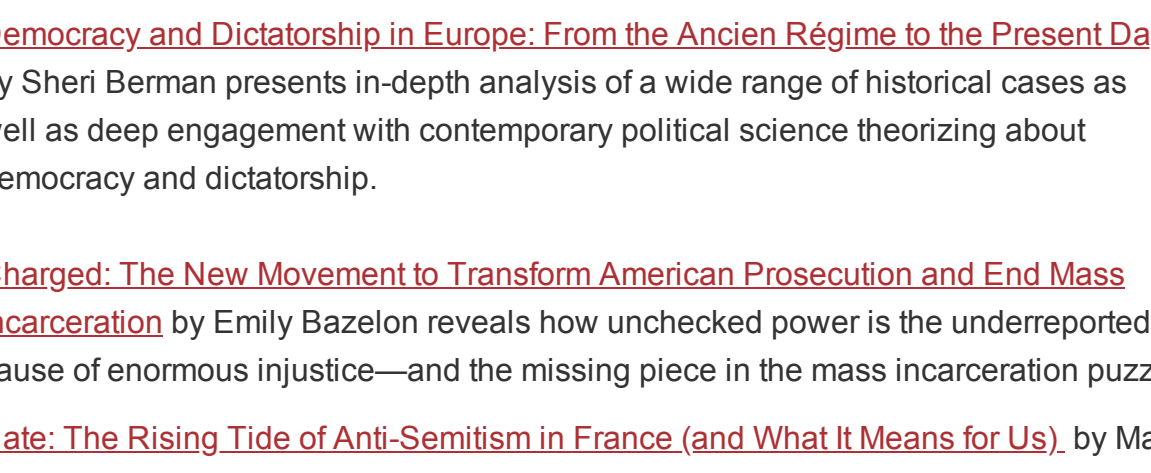 emocracy and Dictatorship in Europe: From the Ancien Régime to the Present Da
y Sheri Berman presents in-depth analysis of a wide range of historical cases as
ell as deep engagement with contemporary political science theorizing about
emocracy and dictatorship.
harged: The New Movement to Transform American Prosecution and End Mass
ncarceration by Emily Bazelon reveals how unchecked power is the underreported
ause of enormous injustice—and the missing piece in the mass incarceration puzz
ate: The Rising Tide of Anti-Semitism in France (and What It Means for Us) by Ma